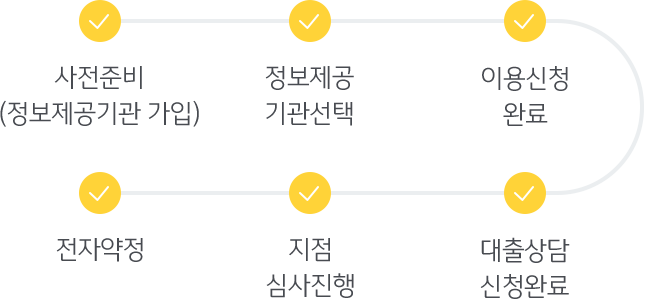 사전준비
(정보제공기관 가입)
정보제공
기관선택
이용신청
완료
대출상담
신청완료
지점
심사진행
전자약정